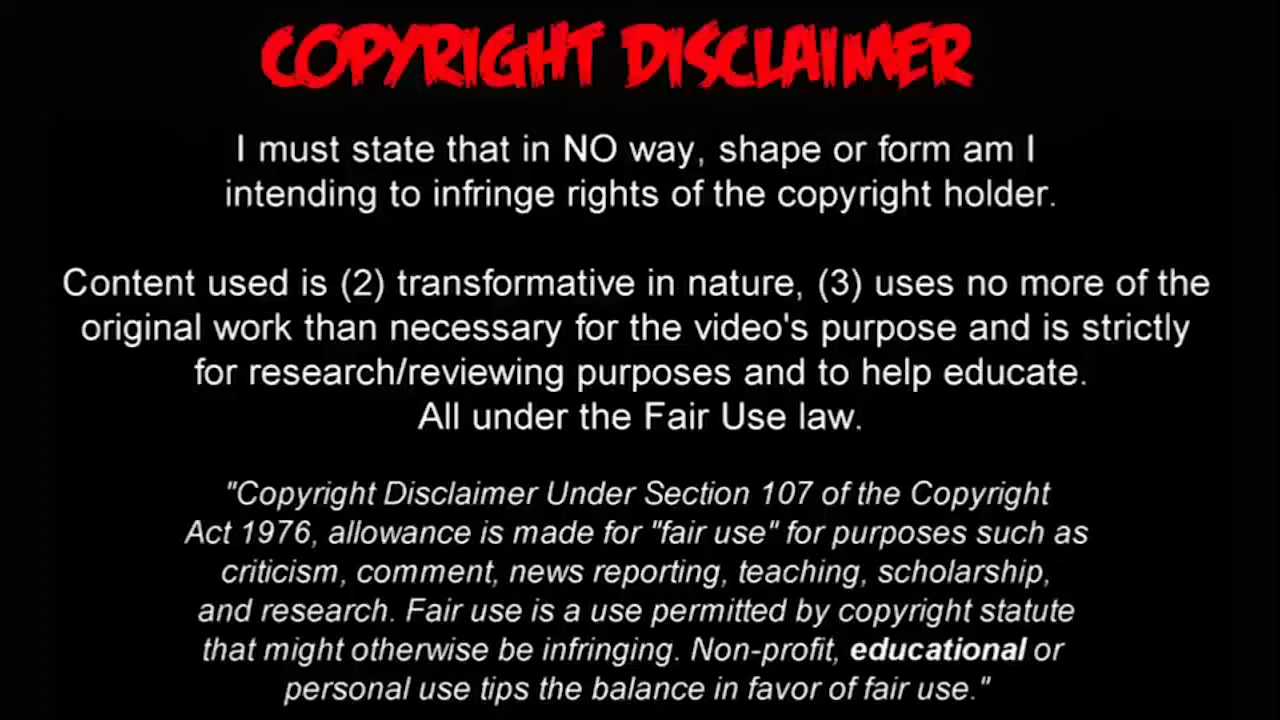 COPYRIGHT DISCLAIMER
I must state that in NO way, shape or form am I
intending to infringe rights of the copyright holder.
Content used is (2) transformative in nature, (3) uses no more of the
original work than necessary for the video's purpose and is strictly
for research/reviewing purposes and to help educate.
All under the Fair Use law.
"Copyright Disclaimer Under Section 107 of the Copyright
Act 1976, allowance is made for "fair use" for purposes such as
criticism, comment, news reporting, teaching, scholarship,
and research. Fair use is a use permitted by copyright statute
that might otherwise be infringing. Non-profit, educational or
personal use tips the balance in favor of fair use."